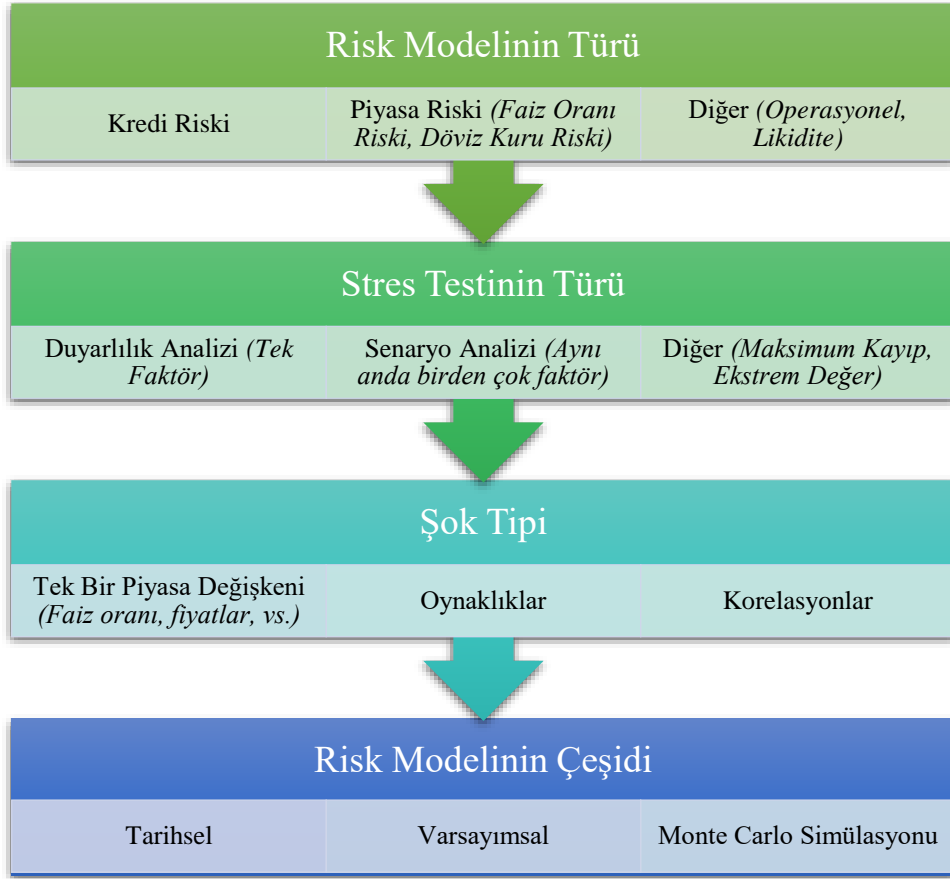 Risk Modelinin Türü
Kredi Riski
Piyasa Riski (Faiz Oranı
Riski, Döviz Kuru Riski)
Diğer (Operasyonel,
Likidite)
Stres Testinin Türü
Duyarlılık Analizi (Tek
Faktör)
Senaryo Analizi (Aynı
anda birden çok faktör)
Diğer (Maksimum Kayıp,
Ekstrem Değer)
Şok Tipi
Tek Bir Piyasa Değişkeni
(Faiz oranı, fiyatlar, vs.)
Oynaklıklar
Korelasyonlar
Risk Modelinin Çeşidi
Tarihsel
Varsayımsal
Monte Carlo Simülasyonu